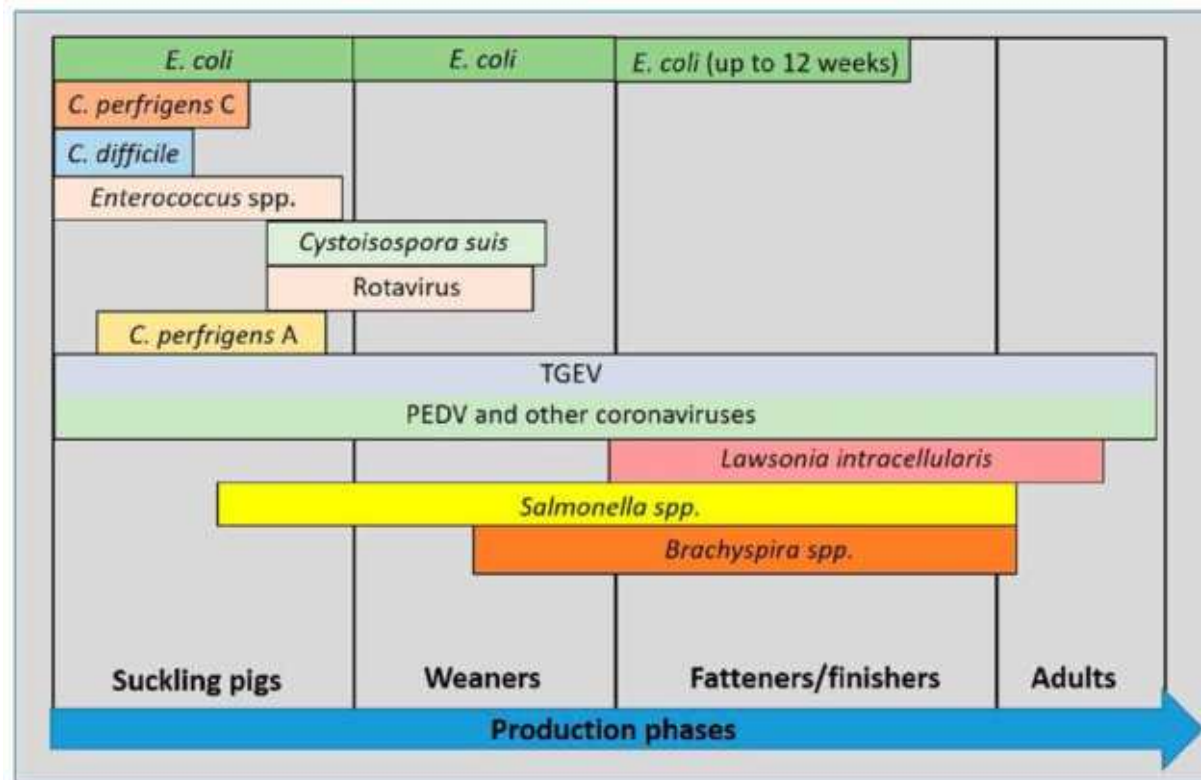 E. coli
E. coli
E. coli (up to 12 weeks)
C. perfrigens C
C. difficile
Enterococcus spp.
Cystoisospora suis
Rotavirus
C. perfrigens A
TGEV
PEDV and other coronaviruses
Lawsonia intracellularis
Salmonella spp.
Brachyspira spp.
Suckling pigs
Weaners
Fatteners/finishers
Adults
Production phases